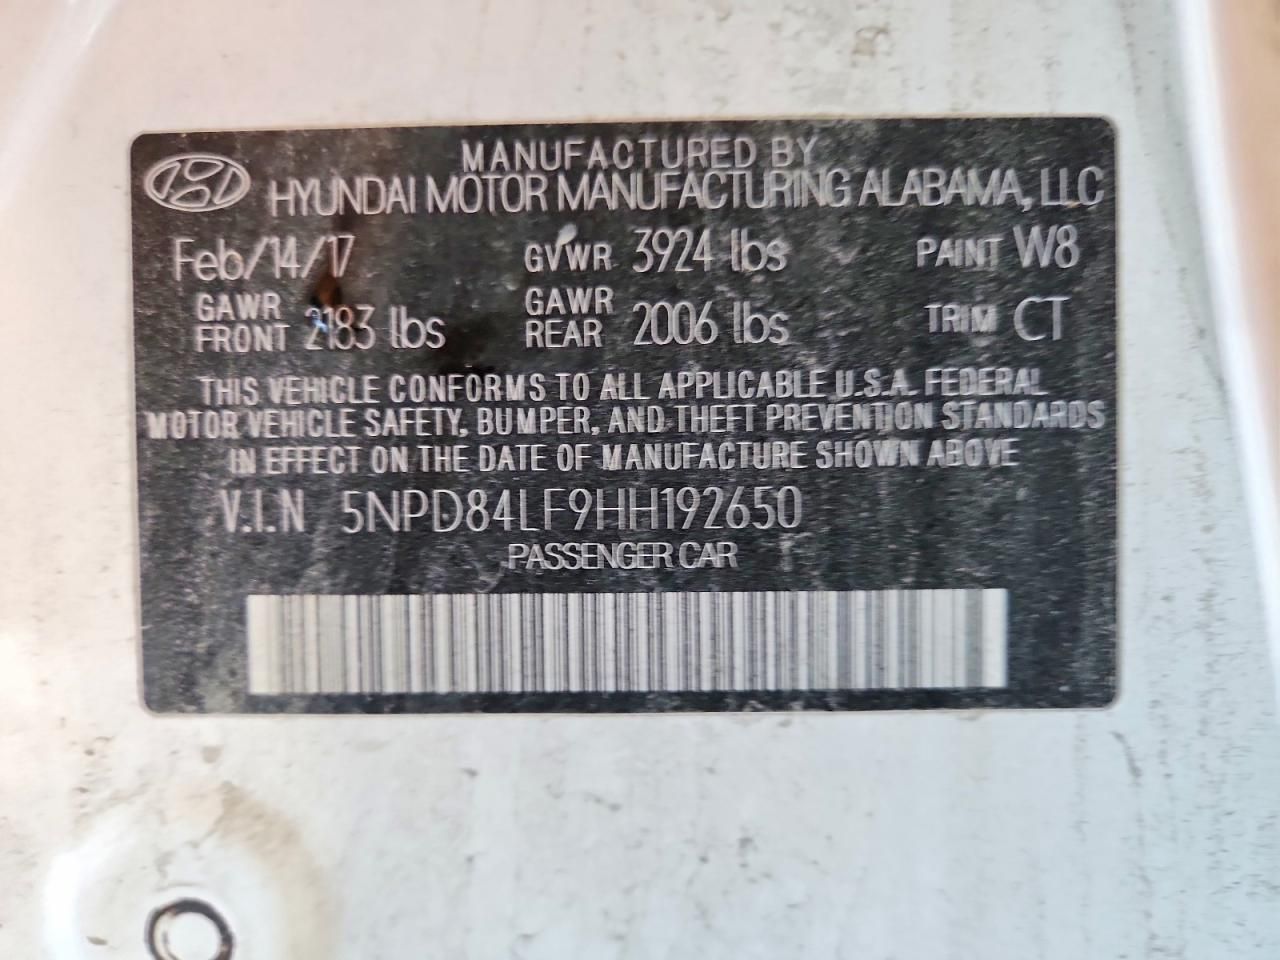 MANUFACTURED BY
HYUNDAI MOTOR MANUFACTURING ALABAMA, LLC
Feb/14/17 GVWR 3924 lbs PAINT W8
GAWR FRONT 2183 lbs GAWR REAR 2006 lbs TRIM CT
THIS VEHICLE CONFORMS TO ALL APPLICABLE U.S.A. FEDERAL
MOTOR VEHICLE SAFETY, BUMPER, AND THEFT PREVENTION STANDARDS
IN EFFECT ON THE DATE OF MANUFACTURE SHOWN ABOVE
V.I.N 5NPD84LF9HH192650
PASSENGER CAR